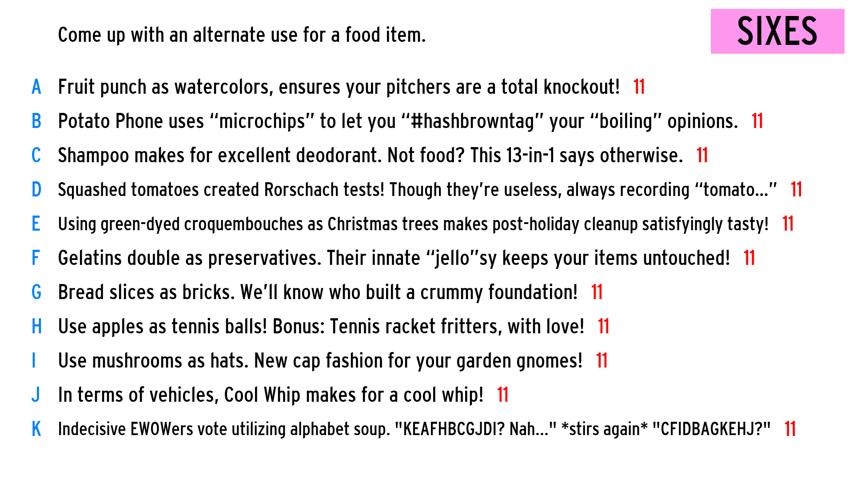 Come up with an alternate use for a food item.
SIXES
A Fruit punch as watercolors, ensures your pitchers are a total knockout! 11
B Potato Phone uses “microchips” to let you “#hashbrowntag” your “boiling” opinions. 11
C Shampoo makes for excellent deodorant. Not food? This 13-in-1 says otherwise. 11
D Squashed tomatoes created Rorschach tests! Though they’re useless, always recording “tomato...” 11
E Using green-dyed croquembouches as Christmas trees makes post-holiday cleanup satisfyingly tasty! 11
F Gelatins double as preservatives. Their innate “jello”sy keeps your items untouched! 11
G Bread slices as bricks. We’ll know who built a crummy foundation! 11
H Use apples as tennis balls! Bonus: Tennis racket fritters, with love! 11
I Use mushrooms as hats. New cap fashion for your garden gnomes! 11
J In terms of vehicles, Cool Whip makes for a cool whip! 11
K Indecisive EWOWers vote utilizing alphabet soup. "KEAFHBCGJDI? Nah..." *stirs again* "CFIDBAGKEHJ?" 11